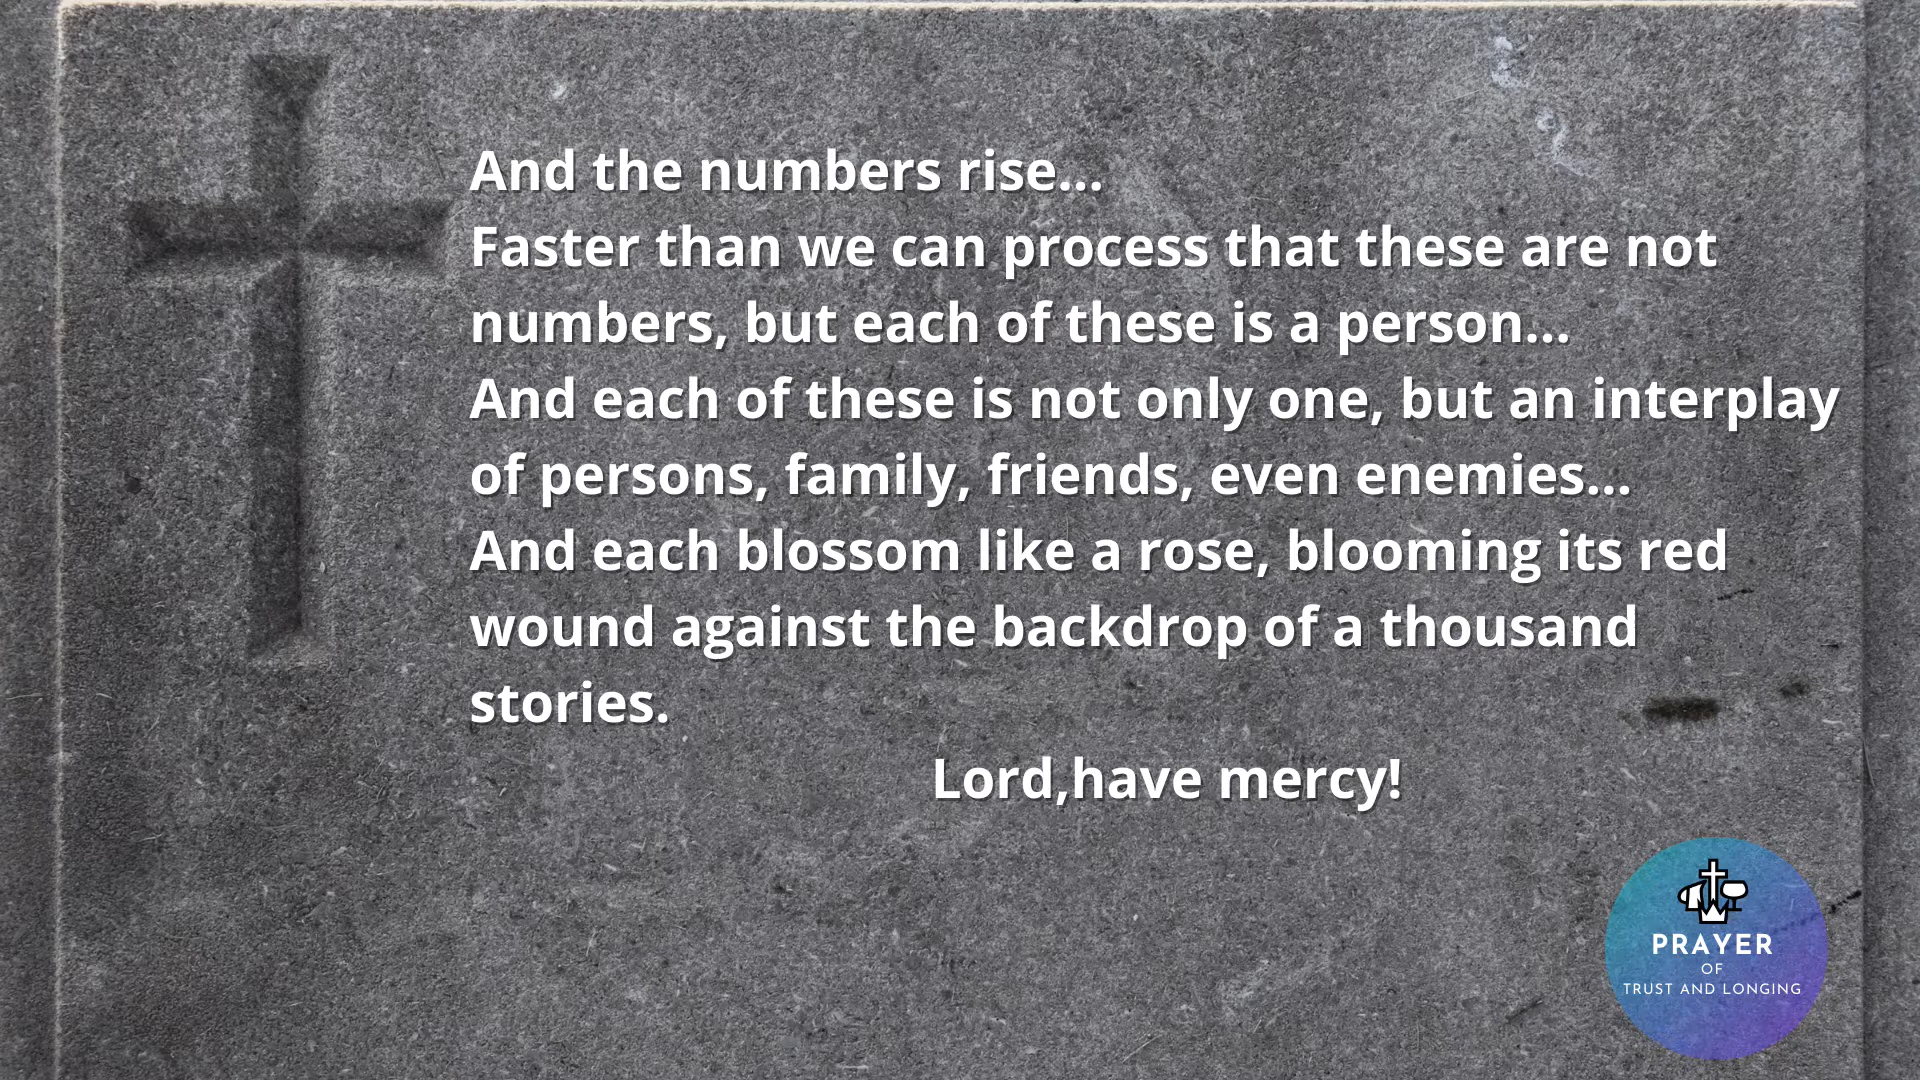 And the numbers rise...
Faster than we can process that these are not
numbers, but each of these is a person...
And each of these is not only one, but an interplay
of persons, family, friends, even enemies...
And each blossom like a rose, blooming its red
wound against the backdrop of a thousand
stories.
Lord,have mercy!
PRAYER
OF
TRUST AND LONGING